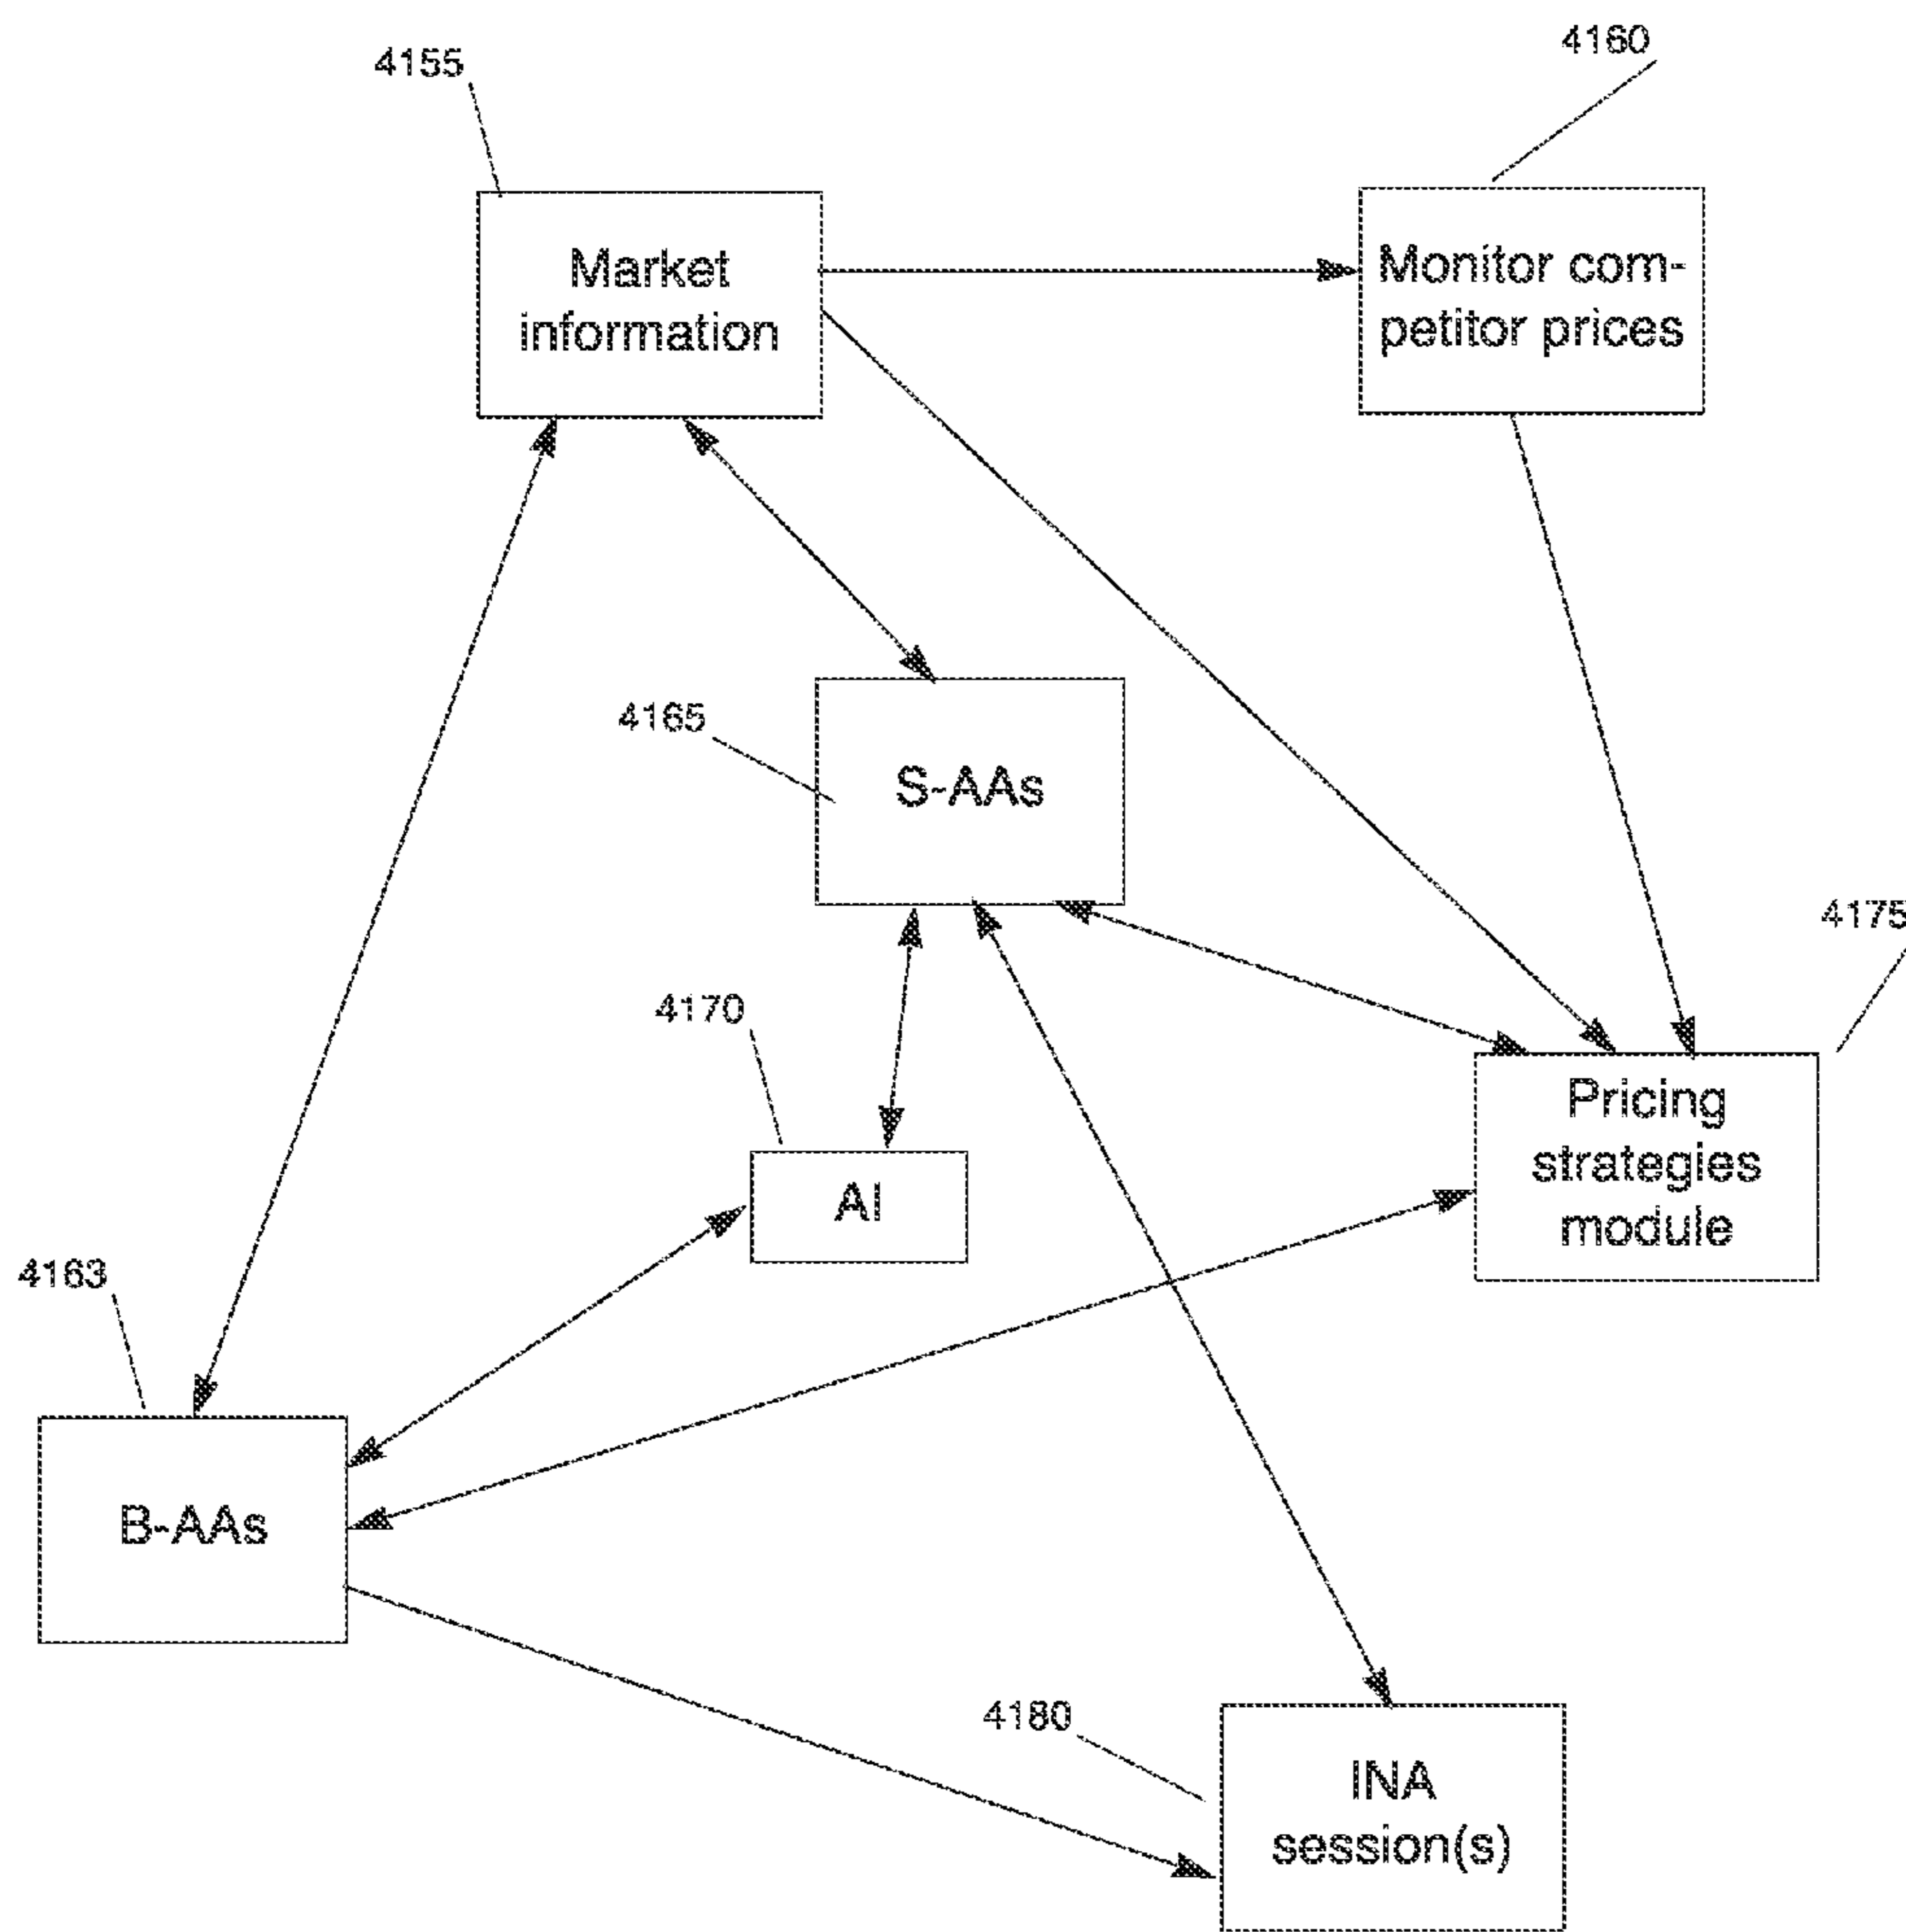 4155
4160
Market
information
Monitor com-
petitor prices
4165
S-AAs
4175
4170
Pricing
strategies
module
AI
4163
B-AAs
4180
INA
session(s)